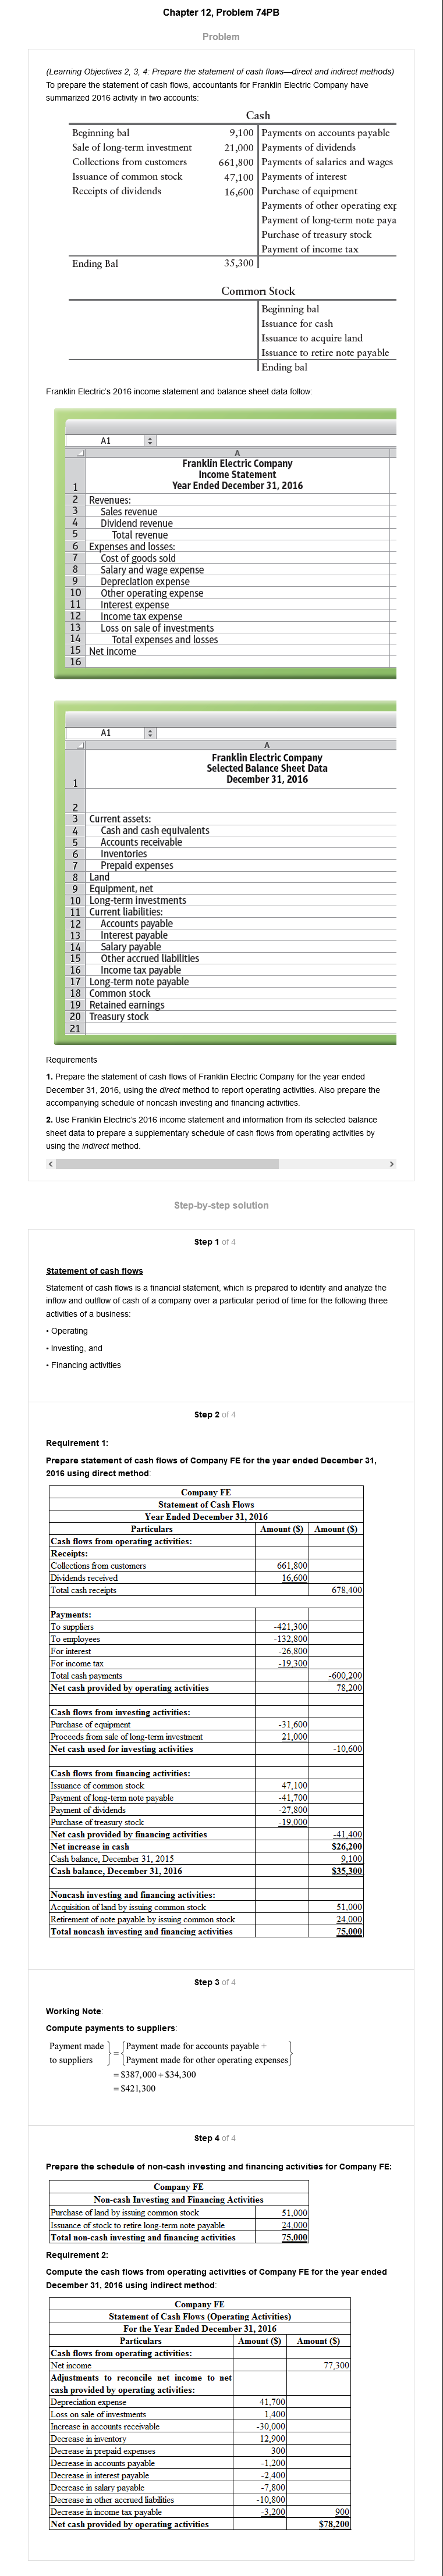 Chapter 12, Problem 74PB
Problem
(Learning Objectives 2, 3, 4: Prepare the statement of cash flows—direct and indirect methods)
To prepare the statement of cash flows, accountants for Franklin Electric Company have
summarized 2016 activity in two accounts:
Cash
Beginning bal 9,100 Payments on accounts payable
Sale of long-term investment 21,000 Payments of dividends
Collections from customers 661,800 Payments of salaries and wages
Issuance of common stock 47,100 Payments of interest
Receipts of dividends 16,600 Purchase of equipment
Payments of other operating exp
Payment of long-term note paya
Purchase of treasury stock
Payment of income tax
Ending Bal 35,300
Common Stock
Beginning bal
Issuance for cash
Issuance to acquire land
Issuance to retire note payable
Ending bal
Franklin Electric's 2016 income statement and balance sheet data follow:
A1
A
Franklin Electric Company
Income Statement
1 Year Ended December 31, 2016
2 Revenues:
3 Sales revenue
4 Dividend revenue
5 Total revenue
6 Expenses and losses:
7 Cost of goods sold
8 Salary and wage expense
9 Depreciation expense
10 Other operating expense
11 Interest expense
12 Income tax expense
13 Loss on sale of investments
14 Total expenses and losses
15 Net income
16
A1
A
Franklin Electric Company
Selected Balance Sheet Data
1 December 31, 2016
2
3 Current assets:
4 Cash and cash equivalents
5 Accounts receivable
6 Inventories
7 Prepaid expenses
8 Land
9 Equipment, net
10 Long-term investments
11 Current liabilities:
12 Accounts payable
13 Interest payable
14 Salary payable
15 Other accrued liabilities
16 Income tax payable
17 Long-term note payable
18 Common stock
19 Retained earnings
20 Treasury stock
21
Requirements
1. Prepare the statement of cash flows of Franklin Electric Company for the year ended
December 31, 2016, using the direct method to report operating activities. Also prepare the
accompanying schedule of noncash investing and financing activities.
2. Use Franklin Electric's 2016 income statement and information from its selected balance
sheet data to prepare a supplementary schedule of cash flows from operating activities by
using the indirect method.
Step-by-step solution
Step 1 of 4
Statement of cash flows
Statement of cash flows is a financial statement, which is prepared to identify and analyze the
inflow and outflow of cash of a company over a particular period of time for the following three
activities of a business:
• Operating
• Investing, and
• Financing activities
Step 2 of 4
Requirement 1:
Prepare statement of cash flows of Company FE for the year ended December 31,
2016 using direct method:
Company FE
Statement of Cash Flows
Year Ended December 31, 2016
Particulars Amount ($) Amount ($)
Cash flows from operating activities:
Receipts:
Collections from customers 661,800
Dividends received 16,600
Total cash receipts 678,400
Payments:
To suppliers -421,300
To employees -132,800
For interest -26,800
For income tax -19,300
Total cash payments -600,200
Net cash provided by operating activities 78,200
Cash flows from investing activities:
Purchase of equipment -31,600
Proceeds from sale of long-term investment 21,000
Net cash used for investing activities -10,600
Cash flows from financing activities:
Issuance of common stock 47,100
Payment of long-term note payable -41,700
Payment of dividends -27,800
Purchase of treasury stock -19,000
Net cash provided by financing activities -41,400
Net increase in cash $26,200
Cash balance, December 31, 2015 9,100
Cash balance, December 31, 2016 $35,300
Noncash investing and financing activities:
Acquisition of land by issuing common stock 51,000
Retirement of note payable by issuing common stock 24,000
Total noncash investing and financing activities 75,000
Step 3 of 4
Working Note:
Compute payments to suppliers:
Payment made to suppliers } = { Payment made for accounts payable +
Payment made for other operating expenses }
= $387,000 + $34,300
= $421,300
Step 4 of 4
Prepare the schedule of non-cash investing and financing activities for Company FE:
Company FE
Non-cash Investing and Financing Activities
Purchase of land by issuing common stock 51,000
Issuance of stock to retire long-term note payable 24,000
Total non-cash investing and financing activities 75,000
Requirement 2:
Compute the cash flows from operating activities of Company FE for the year ended
December 31, 2016 using indirect method:
Company FE
Statement of Cash Flows (Operating Activities)
For the Year Ended December 31, 2016
Particulars Amount ($) Amount ($)
Cash flows from operating activities:
Net income 77,300
Adjustments to reconcile net income to net
cash provided by operating activities:
Depreciation expense 41,700
Loss on sale of investments 1,400
Increase in accounts receivable -30,000
Decrease in inventory 12,900
Decrease in prepaid expenses 300
Decrease in accounts payable -1,200
Decrease in interest payable -2,400
Decrease in salary payable -7,800
Decrease in other accrued liabilities -10,800
Decrease in income tax payable -3,200 900
Net cash provided by operating activities $78,200